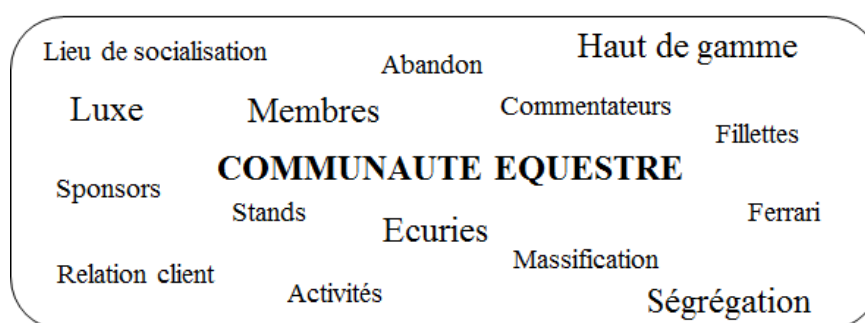 Lieu de socialisation
Abandon
Haut de gamme
Luxe
Membres
Commentateurs
Fillettes
COMMUNAUTE EQUESTRE
Sponsors
Stands
Ecuries
Ferrari
Relation client
Activités
Massification
Ségrégation